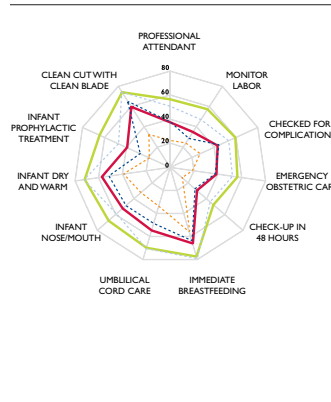 PROFESSIONAL
ATTENDANT
80
60
40
20
0
MONITOR
LABOR
CHECKED FOR
COMPLICATION
EMERGENCY
OBSTETRIC CAR
CHECK-UP IN
48 HOURS
IMMEDIATE
BREASTFEEDING
UMBLILICAL
CORD CARE
INFANT
NOSE/MOUTH
INFANT DRY
AND WARM
INFANT
PROPHYLACTIC
TREATMENT
CLEAN CUT WITH
CLEAN BLADE